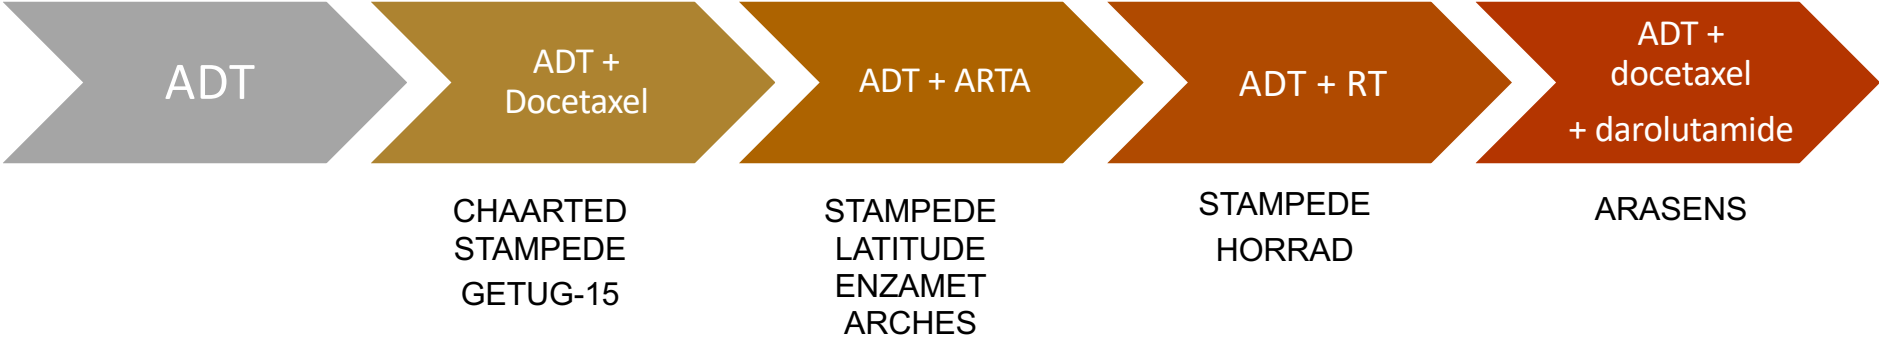 ADT
ADT +
Docetaxel
ADT + ARTA
ADT + RT
ADT +
docetaxel
+ darolutamide
CHAARTED
STAMPEDE
GETUG-15
STAMPEDE
LATITUDE
ENZAMET
ARCHES
STAMPEDE
HORRAD
ARASENS